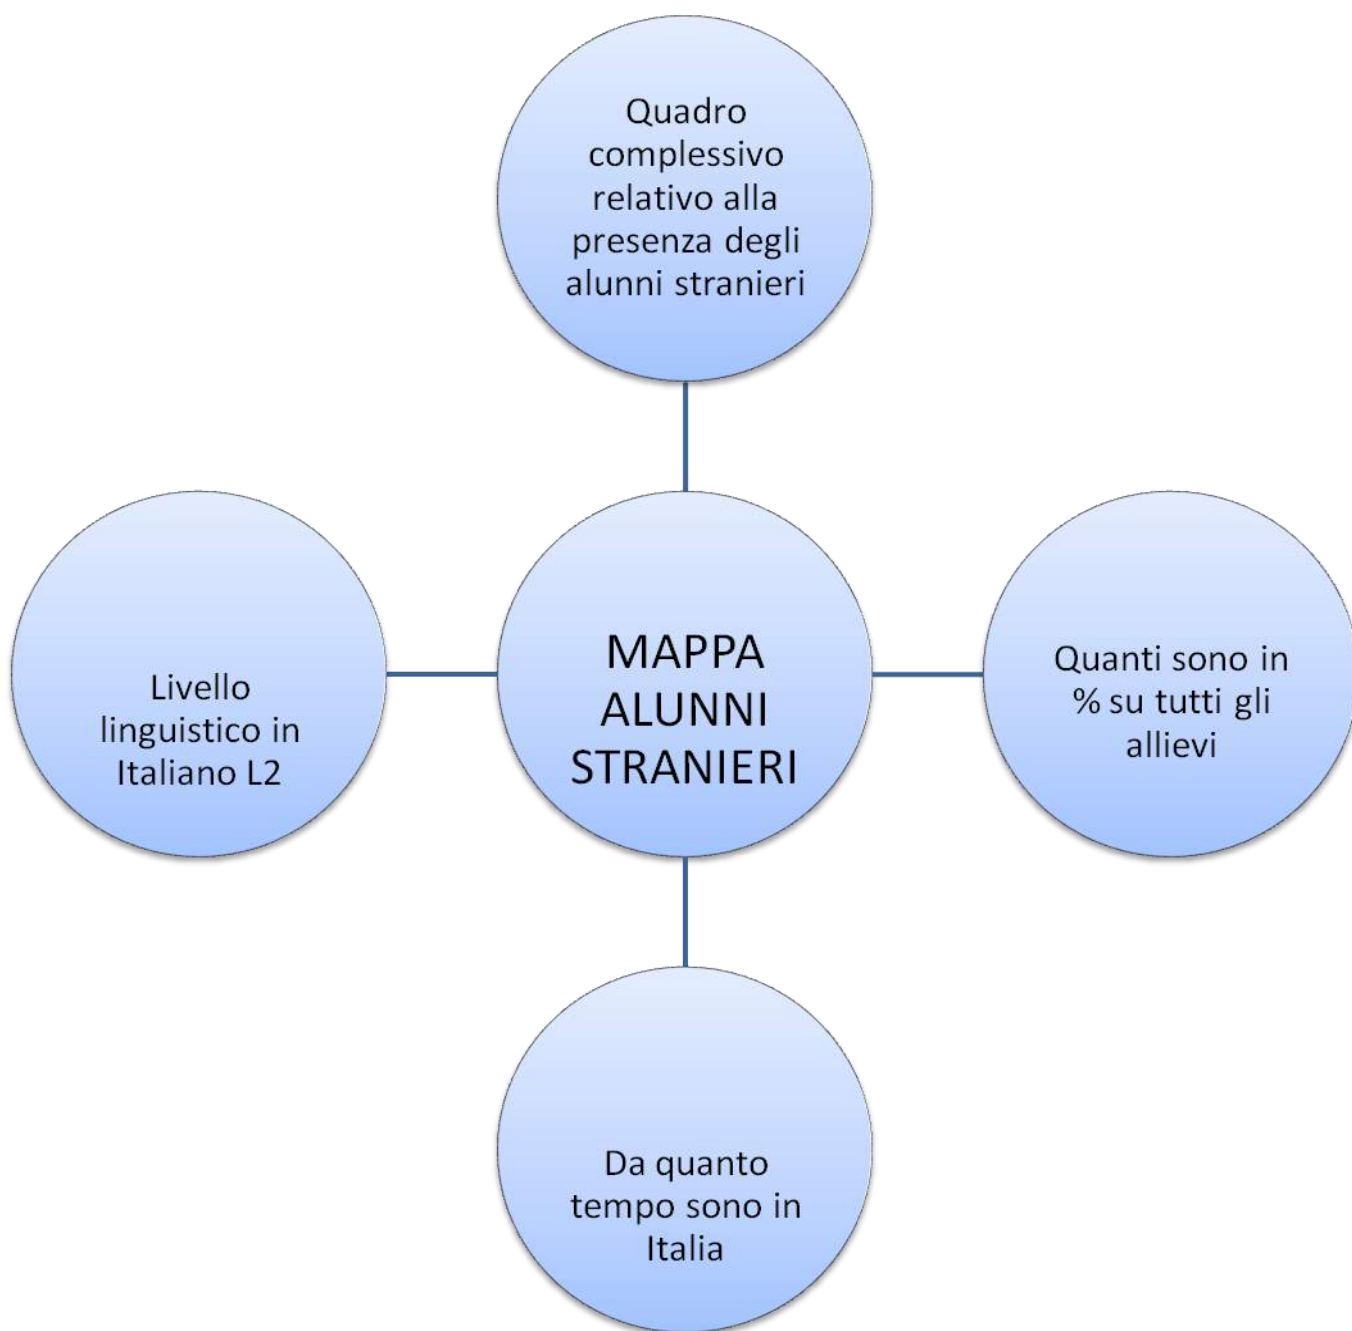 Quadro
complessivo
relativo alla
presenza degli
alunni stranieri
Livello
linguistico in
Italiano L2
MAPPA
ALUNNI
STRANIERI
Quanti sono in
% su tutti gli
allievi
Da quanto
tempo sono in
Italia